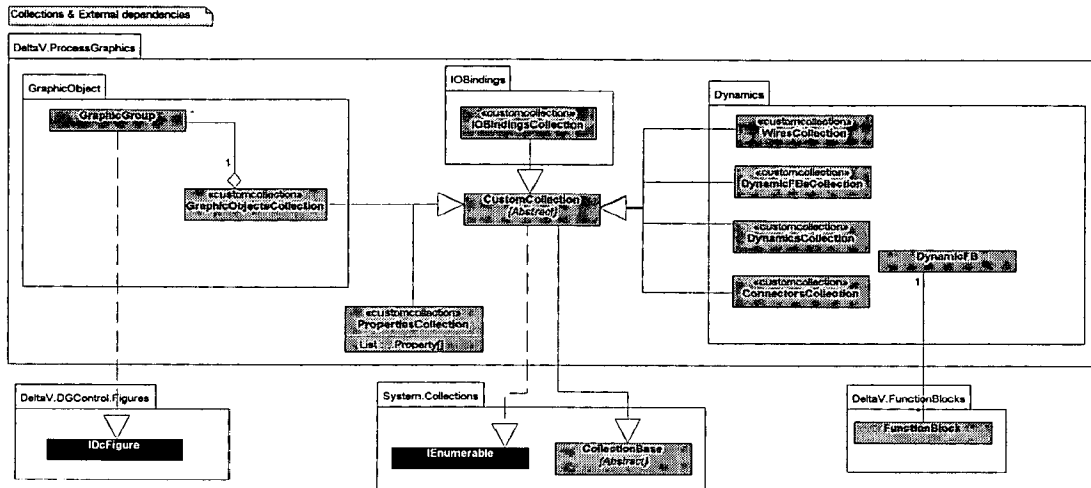 Collections & External dependencies
DeltaV.ProcessGraphics
GraphicObject
GraphicGroup
*
1
«customcollection»
GraphicObjectsCollection
IOBindings
«customcollection»
IOBindingsCollection
CustomCollection
{Abstract}
«customcollection»
PropertiesCollection
List : : Property[]
Dynamics
«customcollection»
WiresCollection
«customcollection»
DynamicFBsCollection
«customcollection»
DynamicsCollection
DynamicFB
1
«customcollection»
ConnectorsCollection
DeltaV.DGControl.Figures
IDcFigure
System.Collections
IEnumerable
CollectionBase
{Abstract}
DeltaV.FunctionBlocks
FunctionBlock